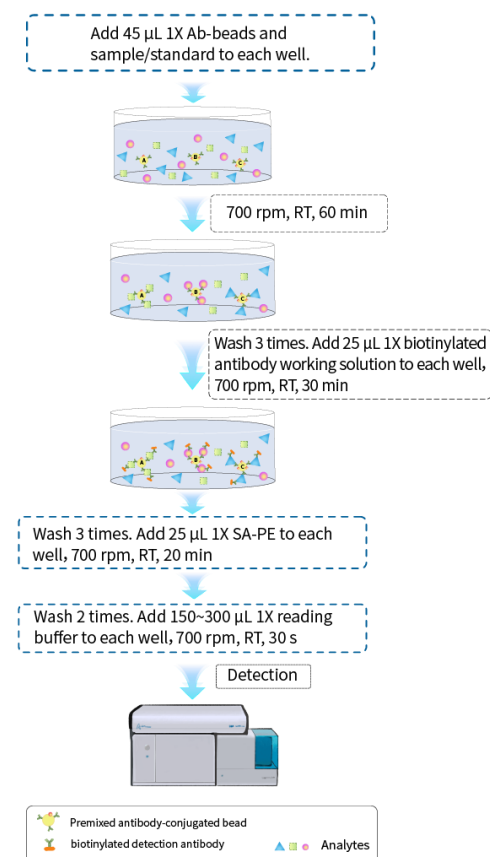 Add 45 µL 1X Ab-beads and
sample/standard to each well.
A
B
C
700 rpm, RT, 60 min
A
B
C
Wash 3 times. Add 25 µL 1X biotinylated
antibody working solution to each well,
700 rpm, RT, 30 min
A
B
C
Wash 3 times. Add 25 µL 1X SA-PE to each
well, 700 rpm, RT, 20 min
Wash 2 times. Add 150~300 µL 1X reading
buffer to each well, 700 rpm, RT, 30 s
Detection
Premixed antibody-conjugated bead
biotinylated detection antibody
Analytes